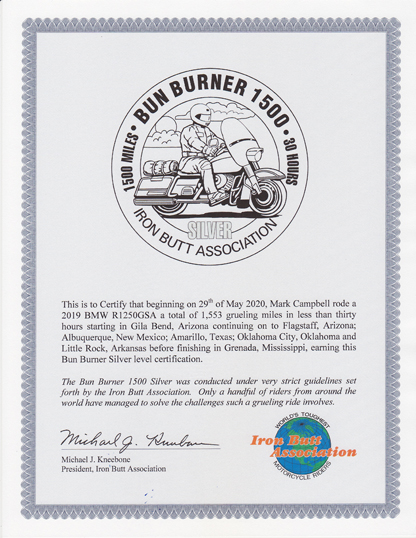 1500 MILES • BUN BURNER 1500 • 30 HOURS
SILVER
IRON BUTT ASSOCIATION
This is to Certify that beginning on 29th of May 2020, Mark Campbell rode a
2019 BMW R1250GSA a total of 1,553 grueling miles in less than thirty
hours starting in Gila Bend, Arizona continuing on to Flagstaff, Arizona;
Albuquerque, New Mexico; Amarillo, Texas; Oklahoma City, Oklahoma and
Little Rock, Arkansas before finishing in Grenada, Mississippi, earning this
Bun Burner Silver level certification.
The Bun Burner 1500 Silver was conducted under very strict guidelines set
forth by the Iron Butt Association. Only a handful of riders from around the
world have managed to solve the challenges such a grueling ride involves.
Michael J. Kneebone
Michael J. Kneebone
President, Iron Butt Association
WORLD'S TOUGHEST
Iron Butt
Association
MOTORCYCLE RIDERS